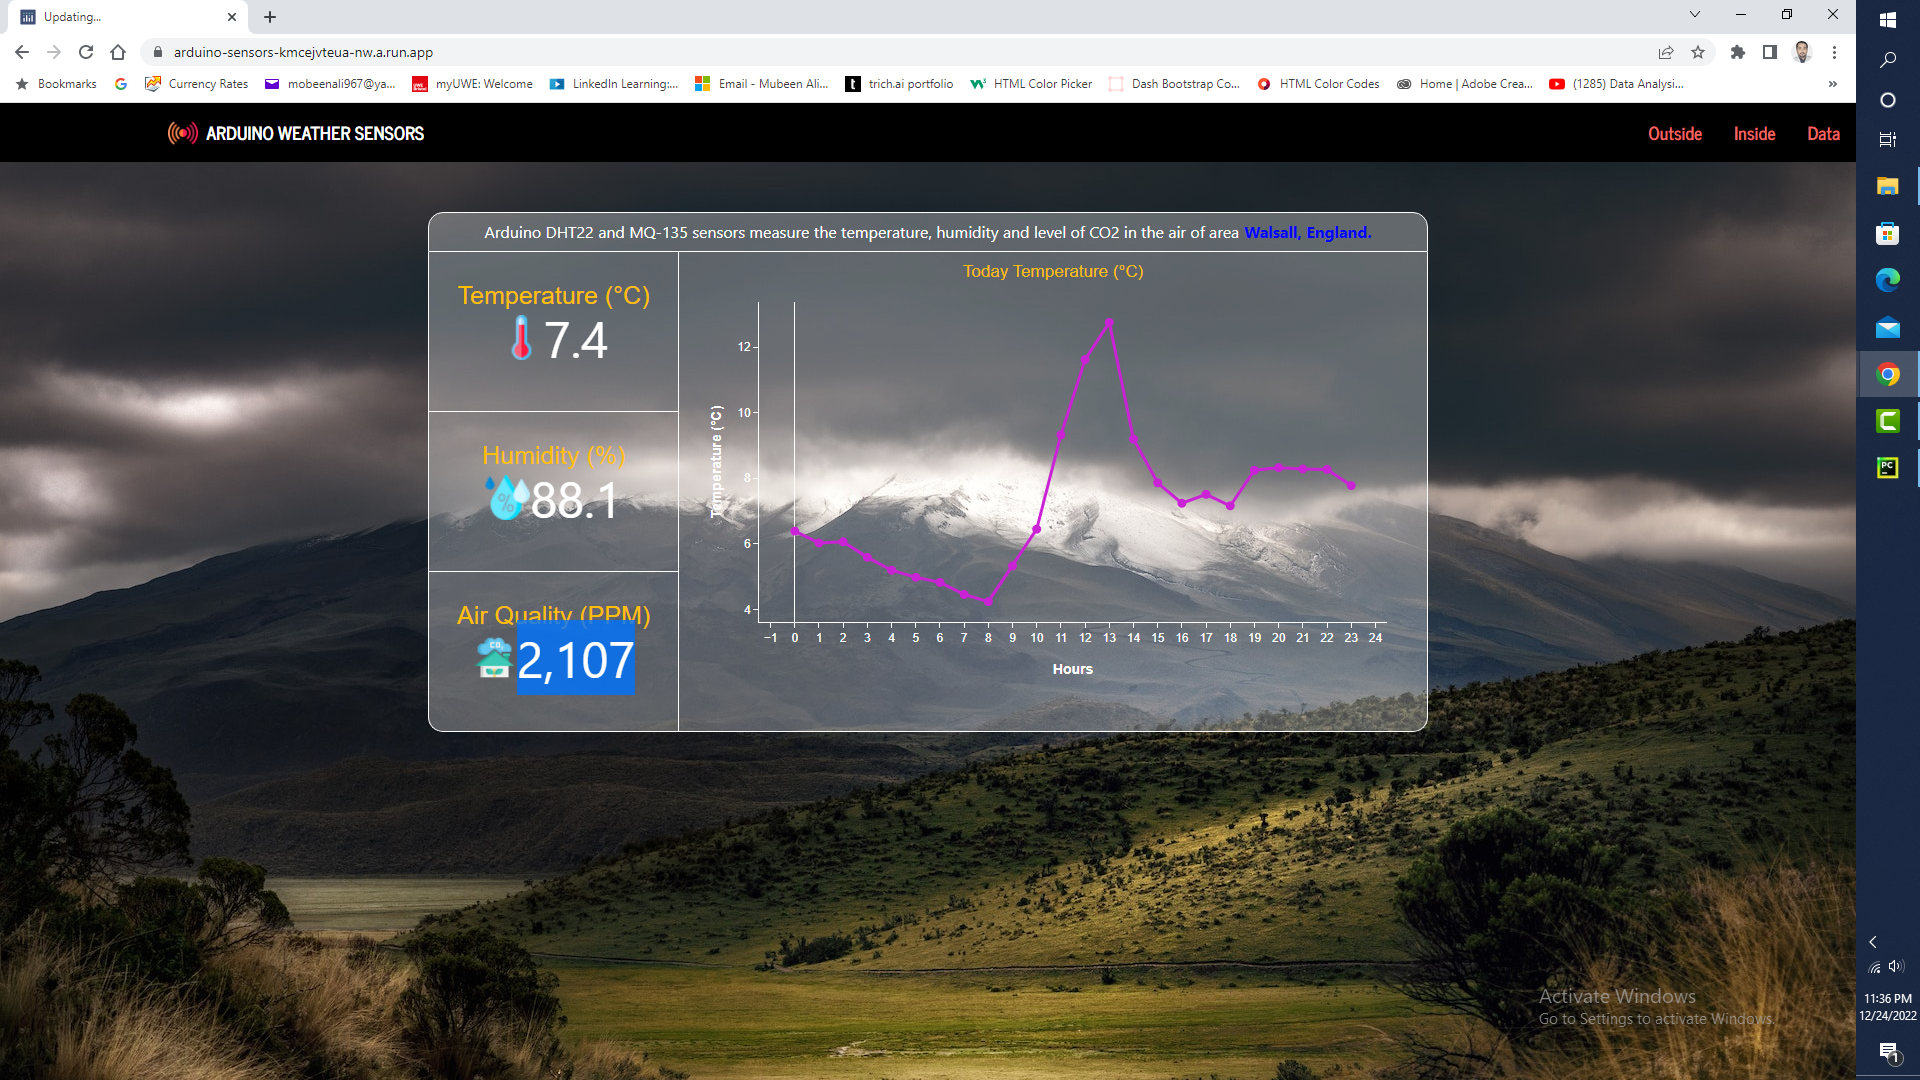 Updating...
arduino-sensors-kmcejvteua-nw.a.run.app
Bookmarks
Currency Rates
mobeenali967@ya...
myUWE: Welcome
LinkedIn Learning:...
Email - Mubeen Ali...
trich.ai portfolio
HTML Color Picker
Dash Bootstrap Co...
HTML Color Codes
Home | Adobe Crea...
(1285) Data Analysi...
»
ARDUINO WEATHER SENSORS
Outside Inside Data
Arduino DHT22 and MQ-135 sensors measure the temperature, humidity and level of CO2 in the air of area Walsall, England.
Temperature (°C)
7.4
Humidity (%)
%
88.1
Air Quality (PPM)
CO2
2,107
Today Temperature (°C)
Temperature (°C)
12
10
8
6
4
−1 0 1 2 3 4 5 6 7 8 9 10 11 12 13 14 15 16 17 18 19 20 21 22 23 24
Hours
Activate Windows
Go to Settings to activate Windows.
PC
11:36 PM
12/24/2022
1